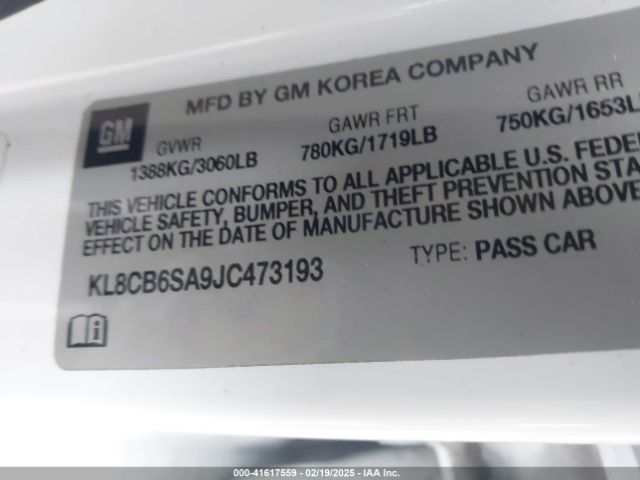 MFD BY GM KOREA COMPANY
GM
GVWR GAWR FRT GAWR RR
1388KG/3060LB 780KG/1719LB 750KG/1653L
THIS VEHICLE CONFORMS TO ALL APPLICABLE U.S. FEDE
VEHICLE SAFETY, BUMPER, AND THEFT PREVENTION STA
EFFECT ON THE DATE OF MANUFACTURE SHOWN ABOVE
KL8CB6SA9JC473193 TYPE: PASS CAR
i
000-41617559 - 02/19/2025 - IAA Inc.